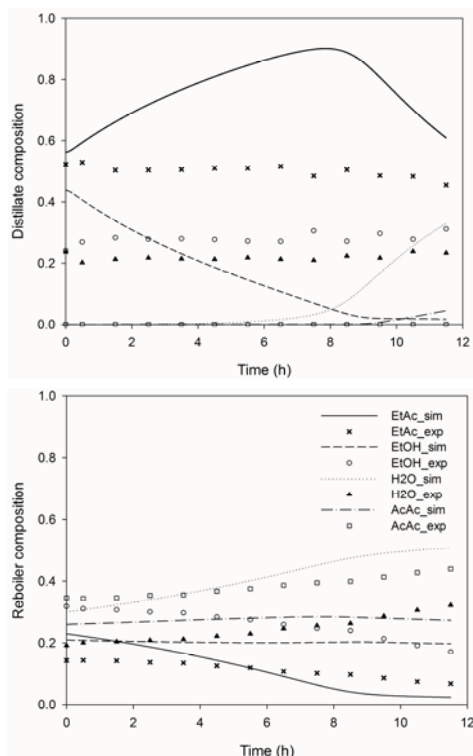 1.0
0.8
0.6
0.4
0.2
0.0
Distillate composition
0 2 4 6 8 10 12
Time (h)
1.0
0.8
0.6
0.4
0.2
0.0
Reboiler composition
EtAc_sim
EtAc_exp
EtOH_sim
EtOH_exp
H2O_sim
H2O_exp
AcAc_sim
AcAc_exp
0 2 4 6 8 10 12
Time (h)